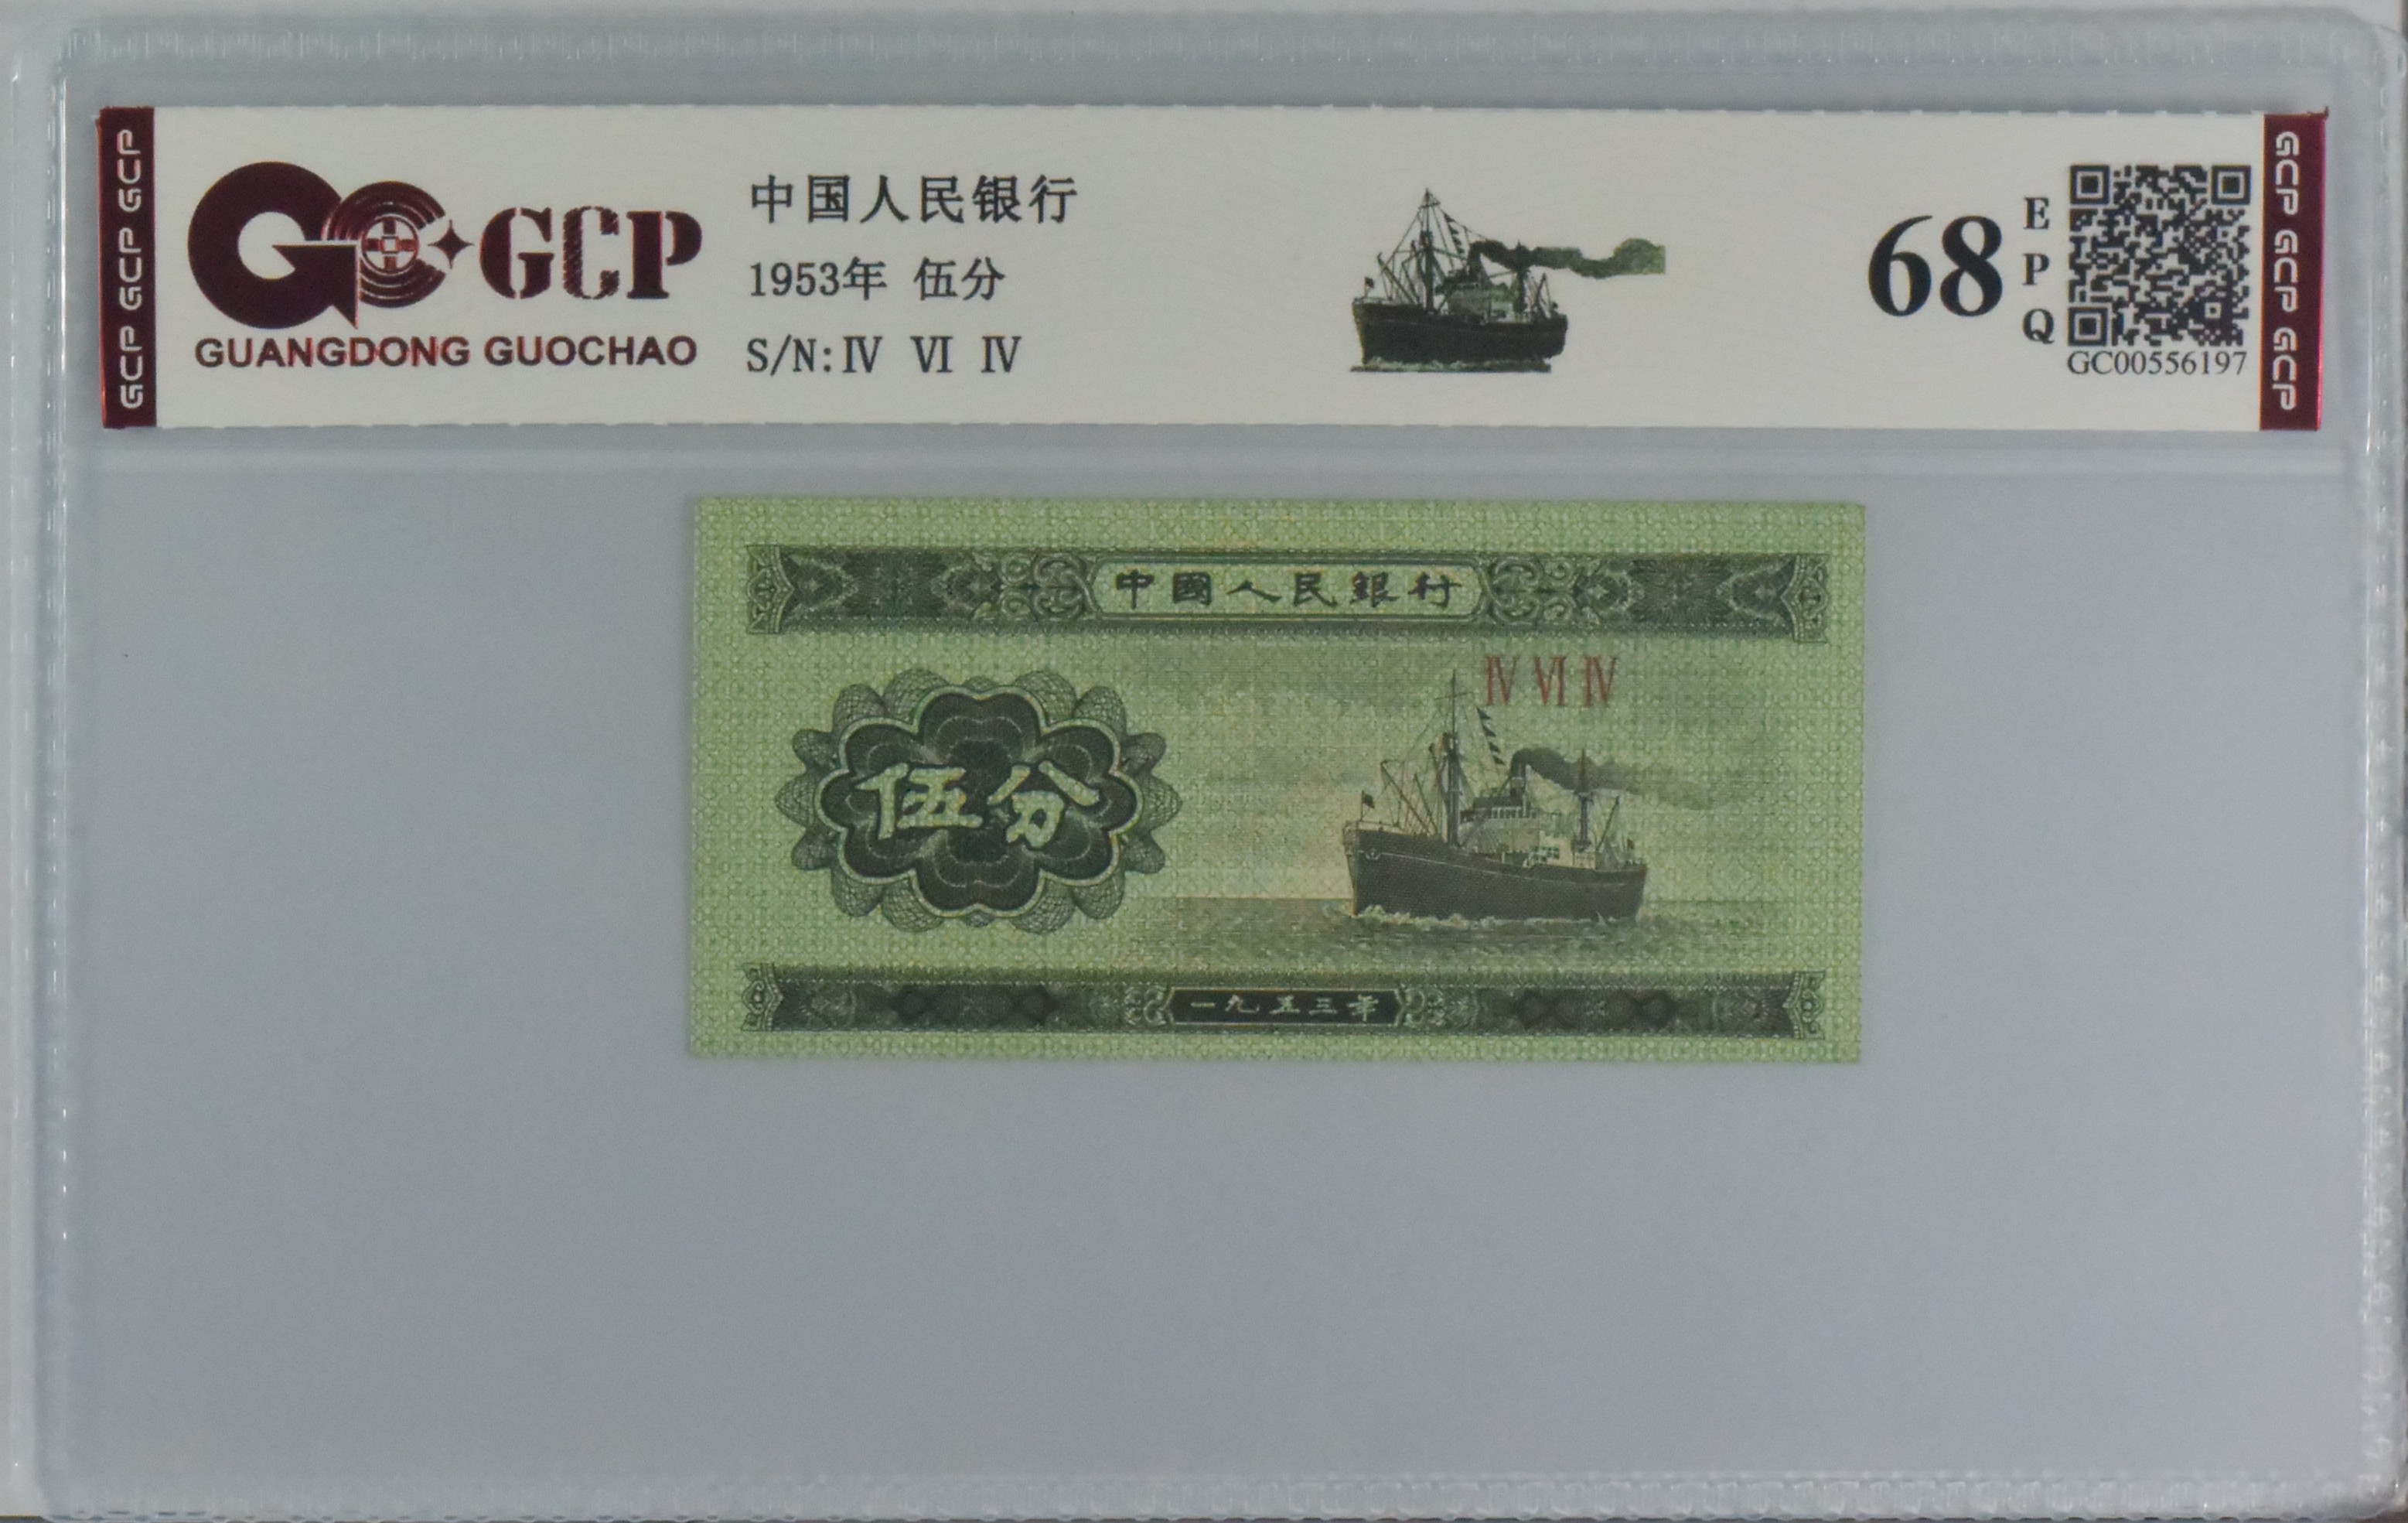 GCP GCP GCP
GCP
GUANGDONG GUOCHAO
中国人民银行
1953年 伍分
S/N:Ⅳ Ⅵ Ⅳ
68
EPQ
GC00556197
GCP GCP GCP
中國人民銀行
Ⅳ Ⅵ Ⅳ
伍分
一九五三年